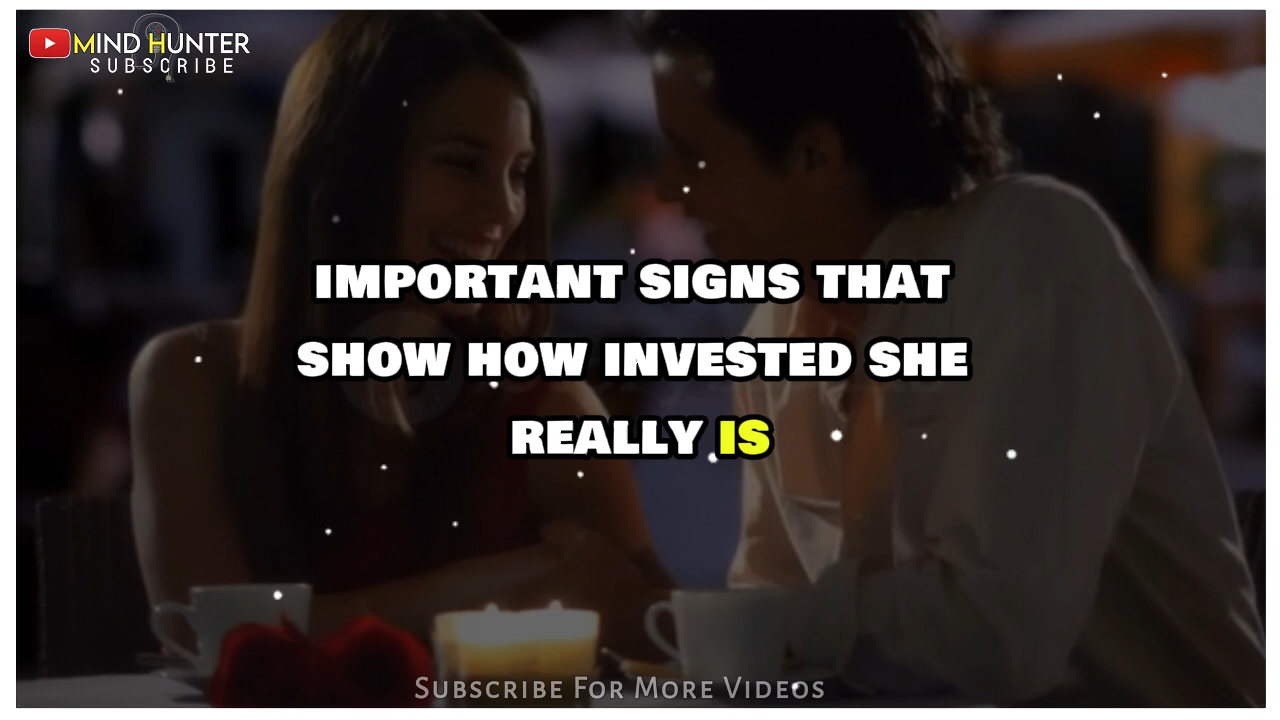 MIND HUNTER
SUBSCRIBE
IMPORTANT SIGNS THAT
SHOW HOW INVESTED SHE
REALLY IS
SUBSCRIBE FOR MORE VIDEOS